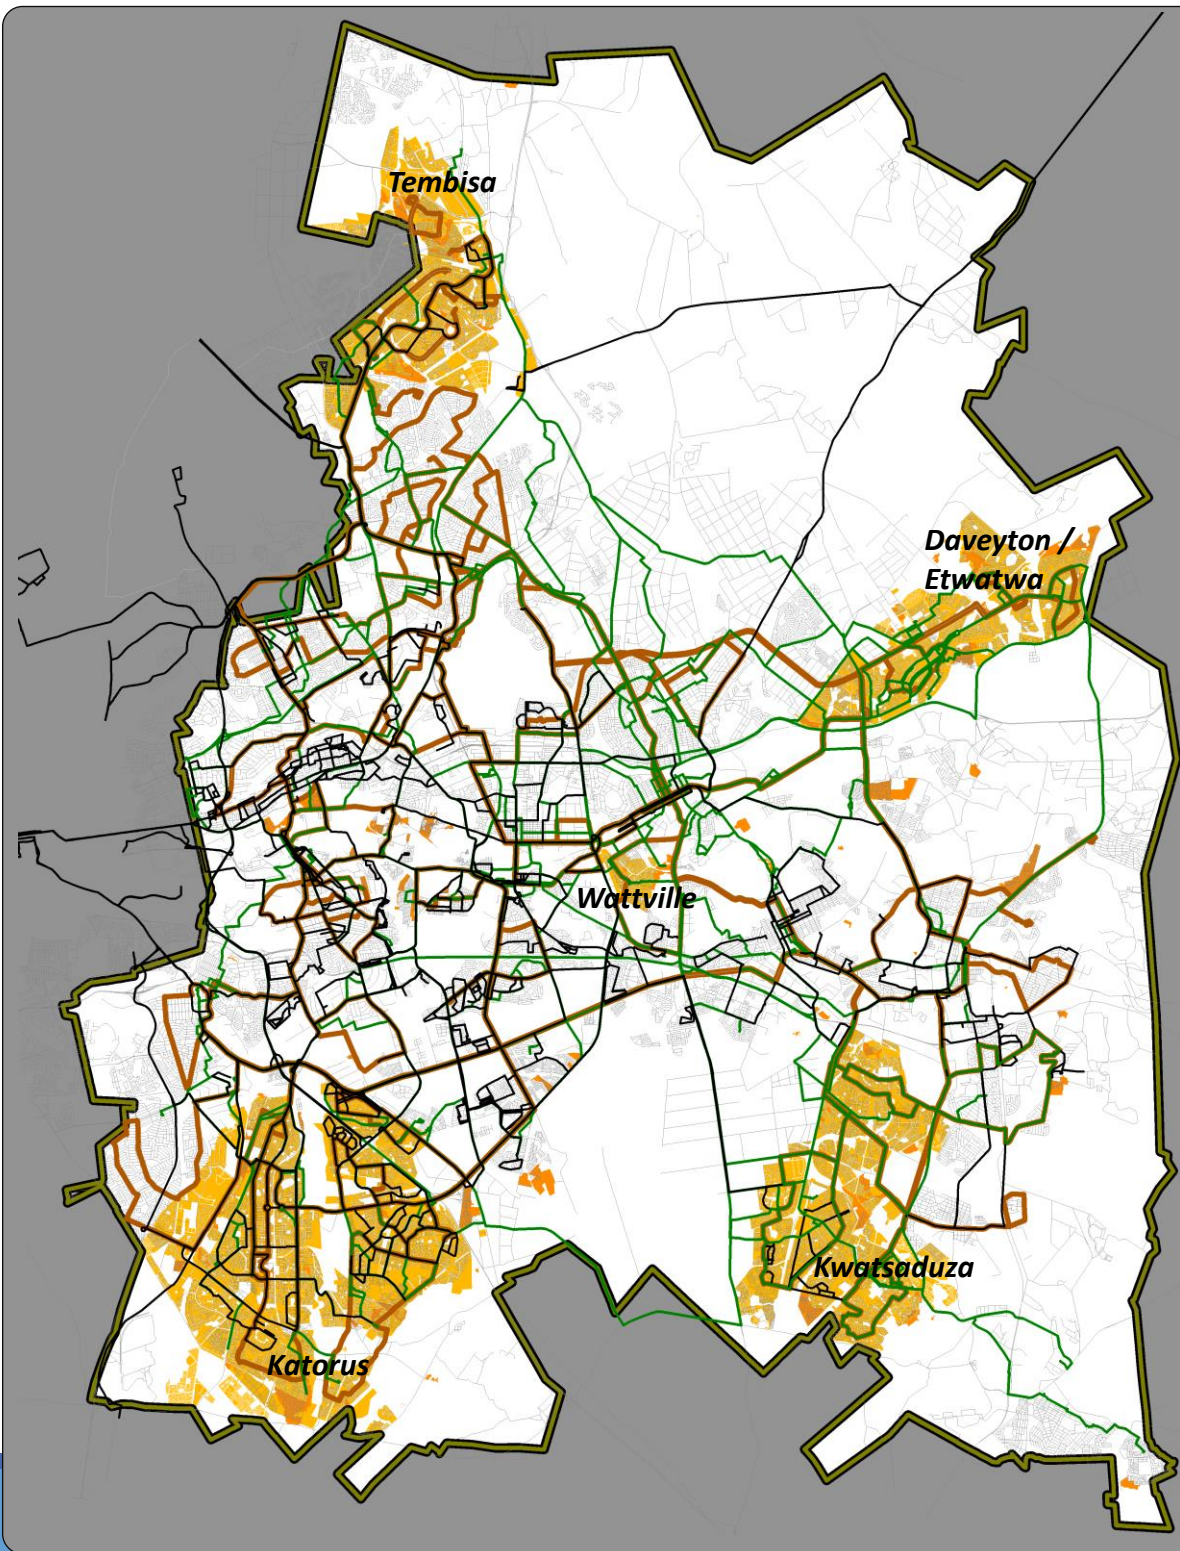 Tembisa
Daveyton /
Etwatwa
Wattville
Kwatsaduza
Katorus